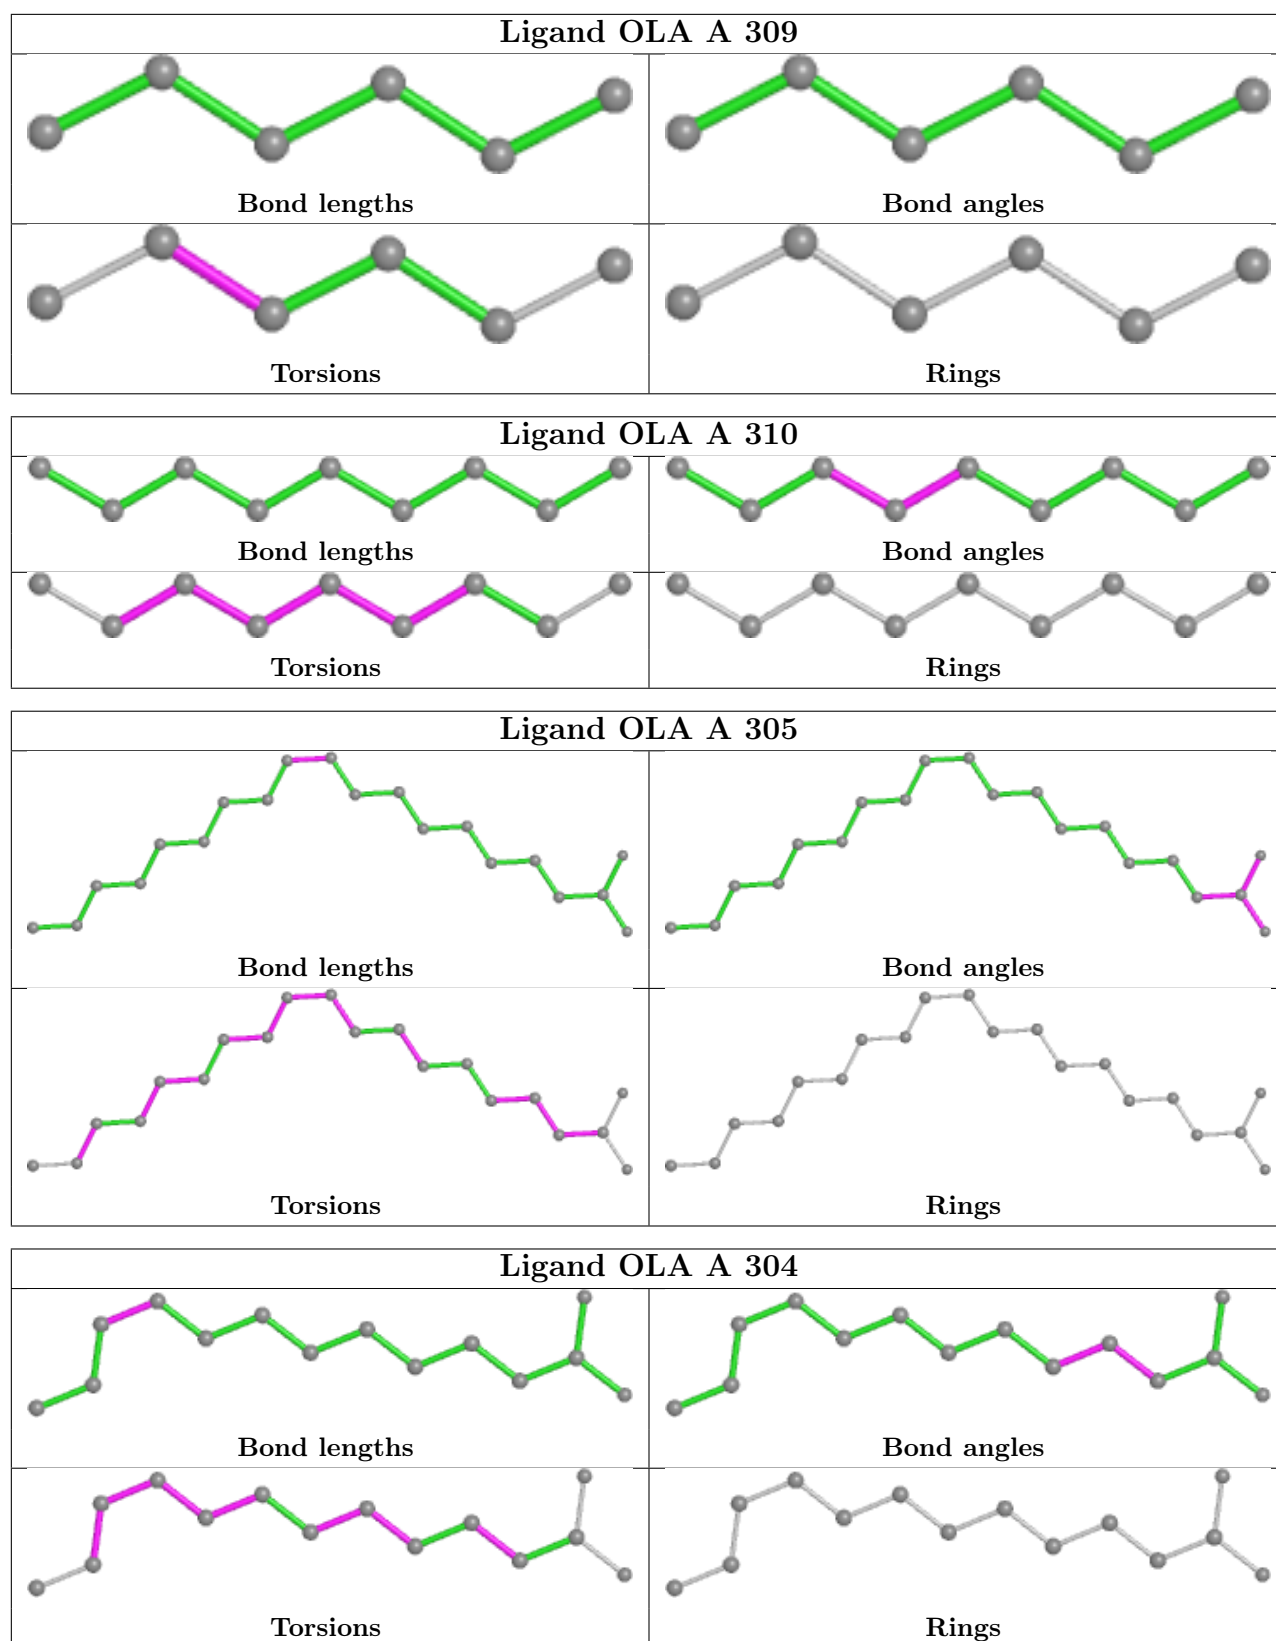 Ligand OLA A 309
Bond lengths
Bond angles
Torsions
Rings
Ligand OLA A 310
Bond lengths
Bond angles
Torsions
Rings
Ligand OLA A 305
Bond lengths
Bond angles
Torsions
Rings
Ligand OLA A 304
Bond lengths
Bond angles
Torsions
Rings